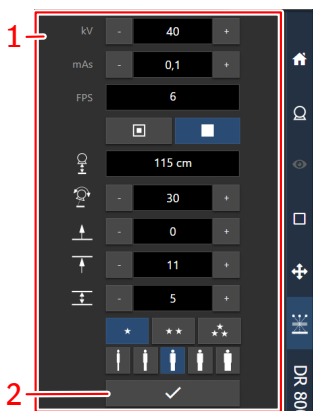 1
kV - 40 +
mAs - 0,1 +
FPS 6
115 cm
- 30 +
- 0 +
- 11 +
- 5 +
2
DR 80